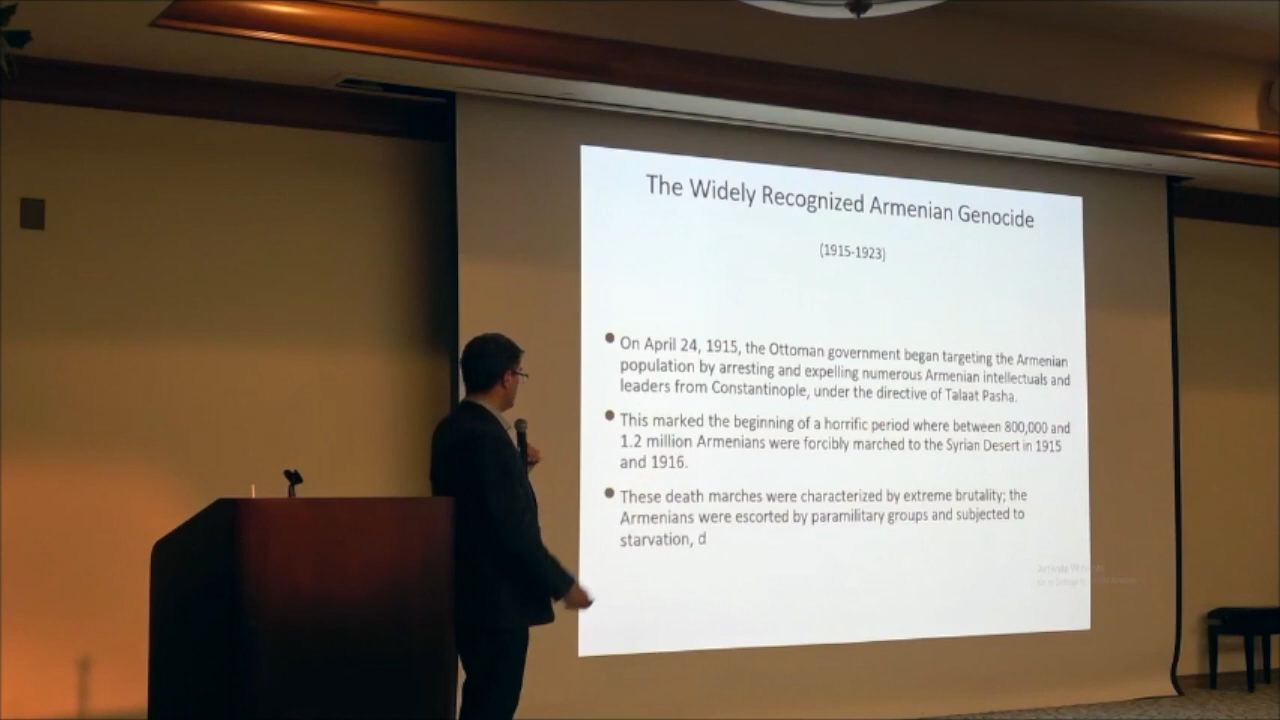 The Widely Recognized Armenian Genocide
(1915-1923)
On April 24, 1915, the Ottoman government began targeting the Armenian
population by arresting and expelling numerous Armenian intellectuals and
leaders from Constantinople, under the directive of Talaat Pasha.
This marked the beginning of a horrific period where between 800,000 and
1.2 million Armenians were forcibly marched to the Syrian Desert in 1915
and 1916.
These death marches were characterized by extreme brutality; the
Armenians were escorted by paramilitary groups and subjected to
starvation, d